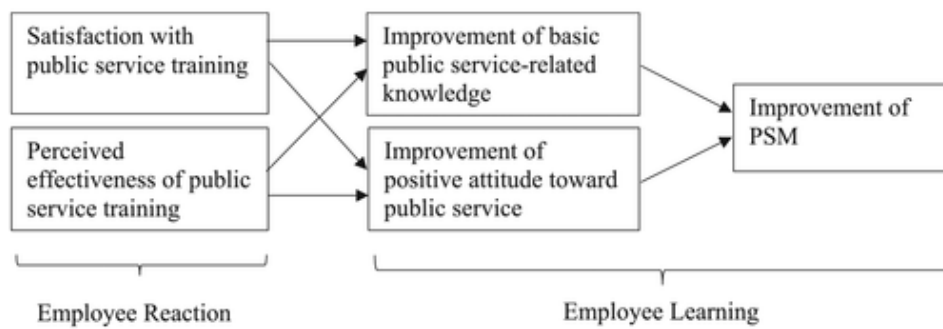 Satisfaction with
public service training
Improvement of basic
public service-related
knowledge
Improvement of
PSM
Perceived
effectiveness of public
service training
Improvement of
positive attitude toward
public service
Employee Reaction
Employee Learning